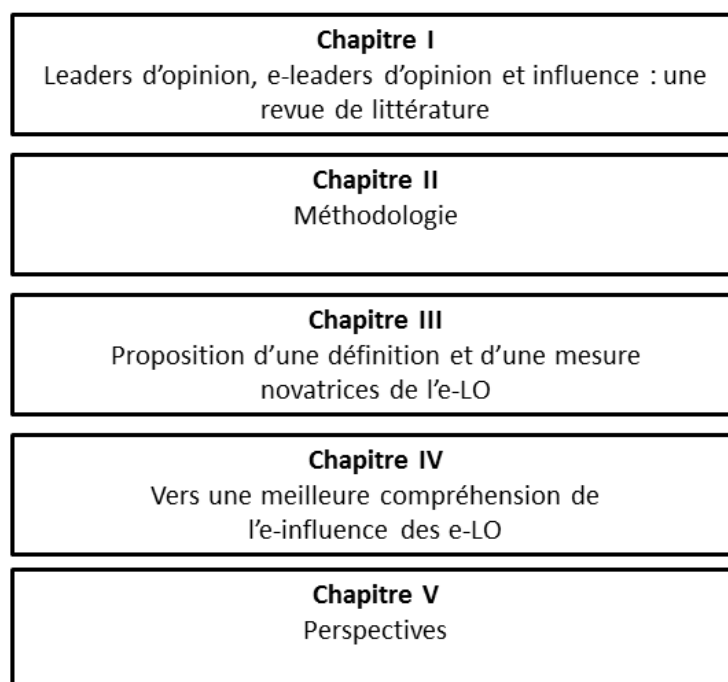 Chapitre I
Leaders d’opinion, e-leaders d’opinion et influence : une
revue de littérature
Chapitre II
Méthodologie
Chapitre III
Proposition d’une définition et d’une mesure
novatrices de l’e-LO
Chapitre IV
Vers une meilleure compréhension de
l’e-influence des e-LO
Chapitre V
Perspectives